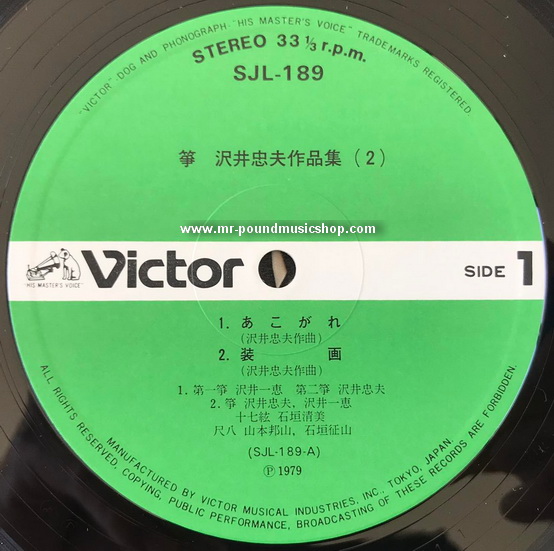 "VICTOR" DOG AND PHONOGRAPH·"HIS MASTER'S VOICE" TRADEMARKS REGISTERED.
STEREO 33 1/3 r.p.m.
SJL-189
箏 沢井忠夫作品集(2)
www.mr-poundmusicshop.com
"HIS MASTER'S VOICE"
Victor
SIDE 1
1. あこがれ
(沢井忠夫作曲)
2. 装画
(沢井忠夫作曲)
1. 第一箏 沢井一恵 第二箏 沢井忠夫
2. 箏 沢井忠夫, 沢井一恵
十七絃 石垣清美
尺八 山本邦山, 石垣征山
(SJL-189-A)
Ⓟ 1979
ALL RIGHTS RESERVED. COPYING, PUBLIC PERFORMANCE, BROADCASTING OF THESE RECORDS ARE FORBIDDEN.
MANUFACTURED BY VICTOR MUSICAL INDUSTRIES, INC., TOKYO, JAPAN.